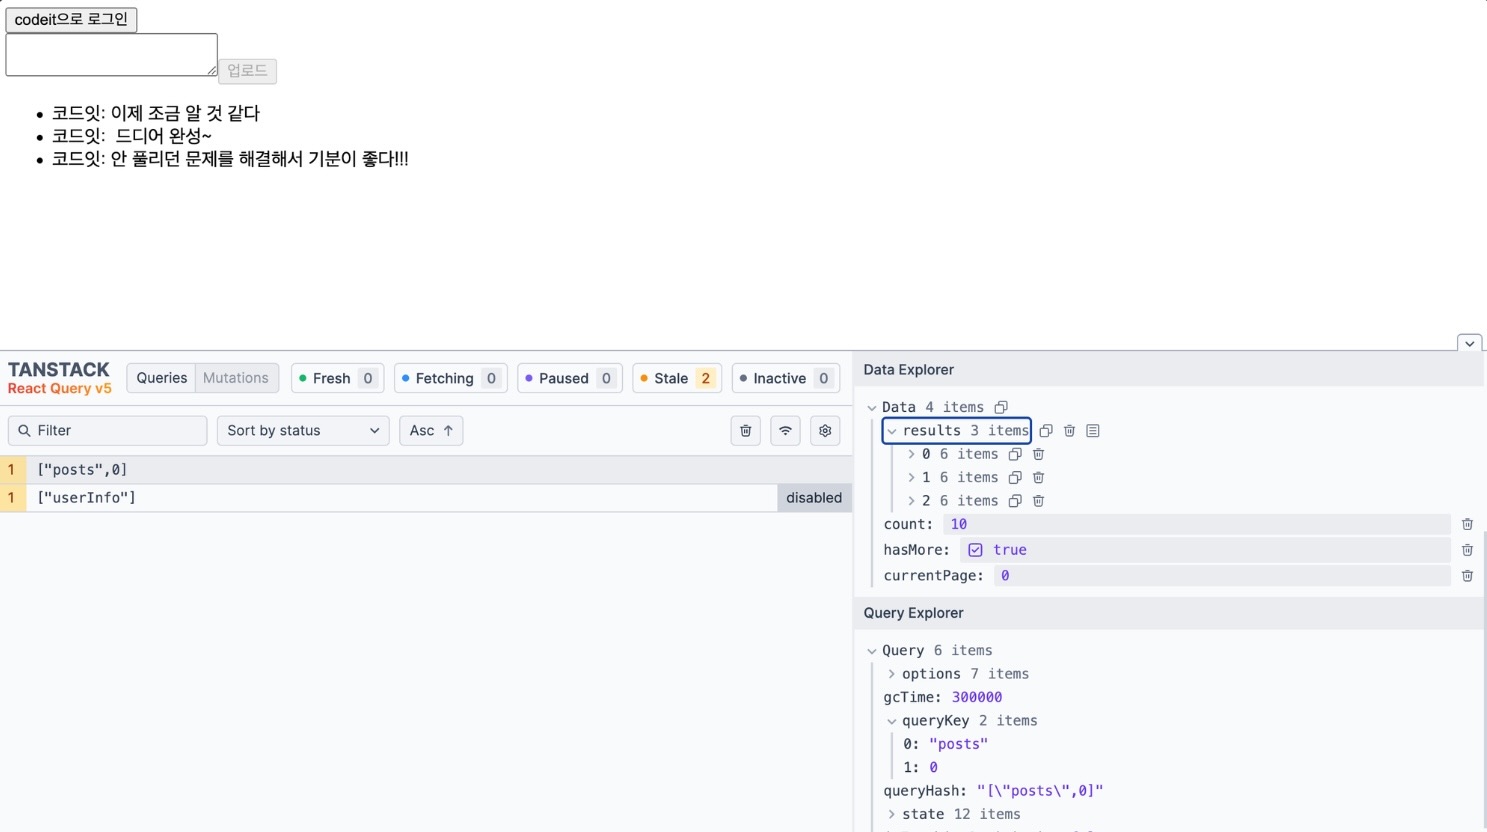 codeit으로 로그인
업로드
• 코드잇: 이제 조금 알 것 같다
• 코드잇:  드디어 완성~
• 코드잇: 안 풀리던 문제를 해결해서 기분이 좋다!!!
TANSTACK
React Query v5
Queries Mutations
Fresh 0 Fetching 0 Paused 0 Stale 2 Inactive 0
Filter Sort by status Asc ↑
1 ["posts",0]
1 ["userInfo"] disabled
Data Explorer
Data 4 items
results 3 items
0 6 items
1 6 items
2 6 items
count: 10
hasMore: true
currentPage: 0
Query Explorer
Query 6 items
options 7 items
gcTime: 300000
queryKey 2 items
0: "posts"
1: 0
queryHash: "[\"posts\",0]"
state 12 items